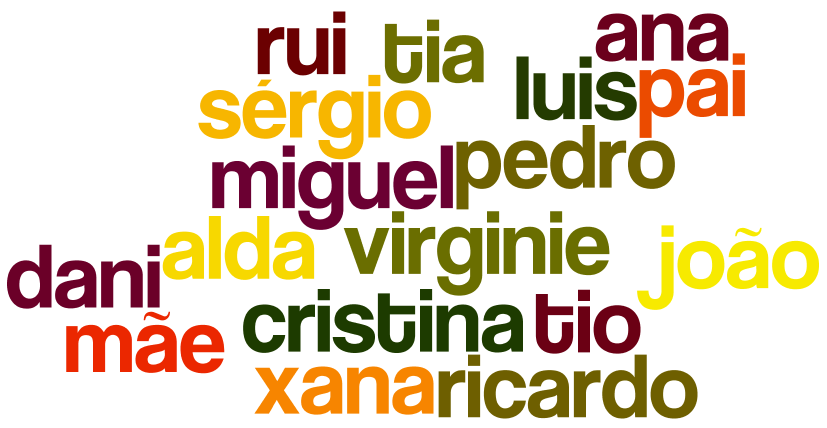 rui tia ana
sérgio luis pai
miguel pedro
dani alda virginie joão
mãe cristina tio
xana ricardo